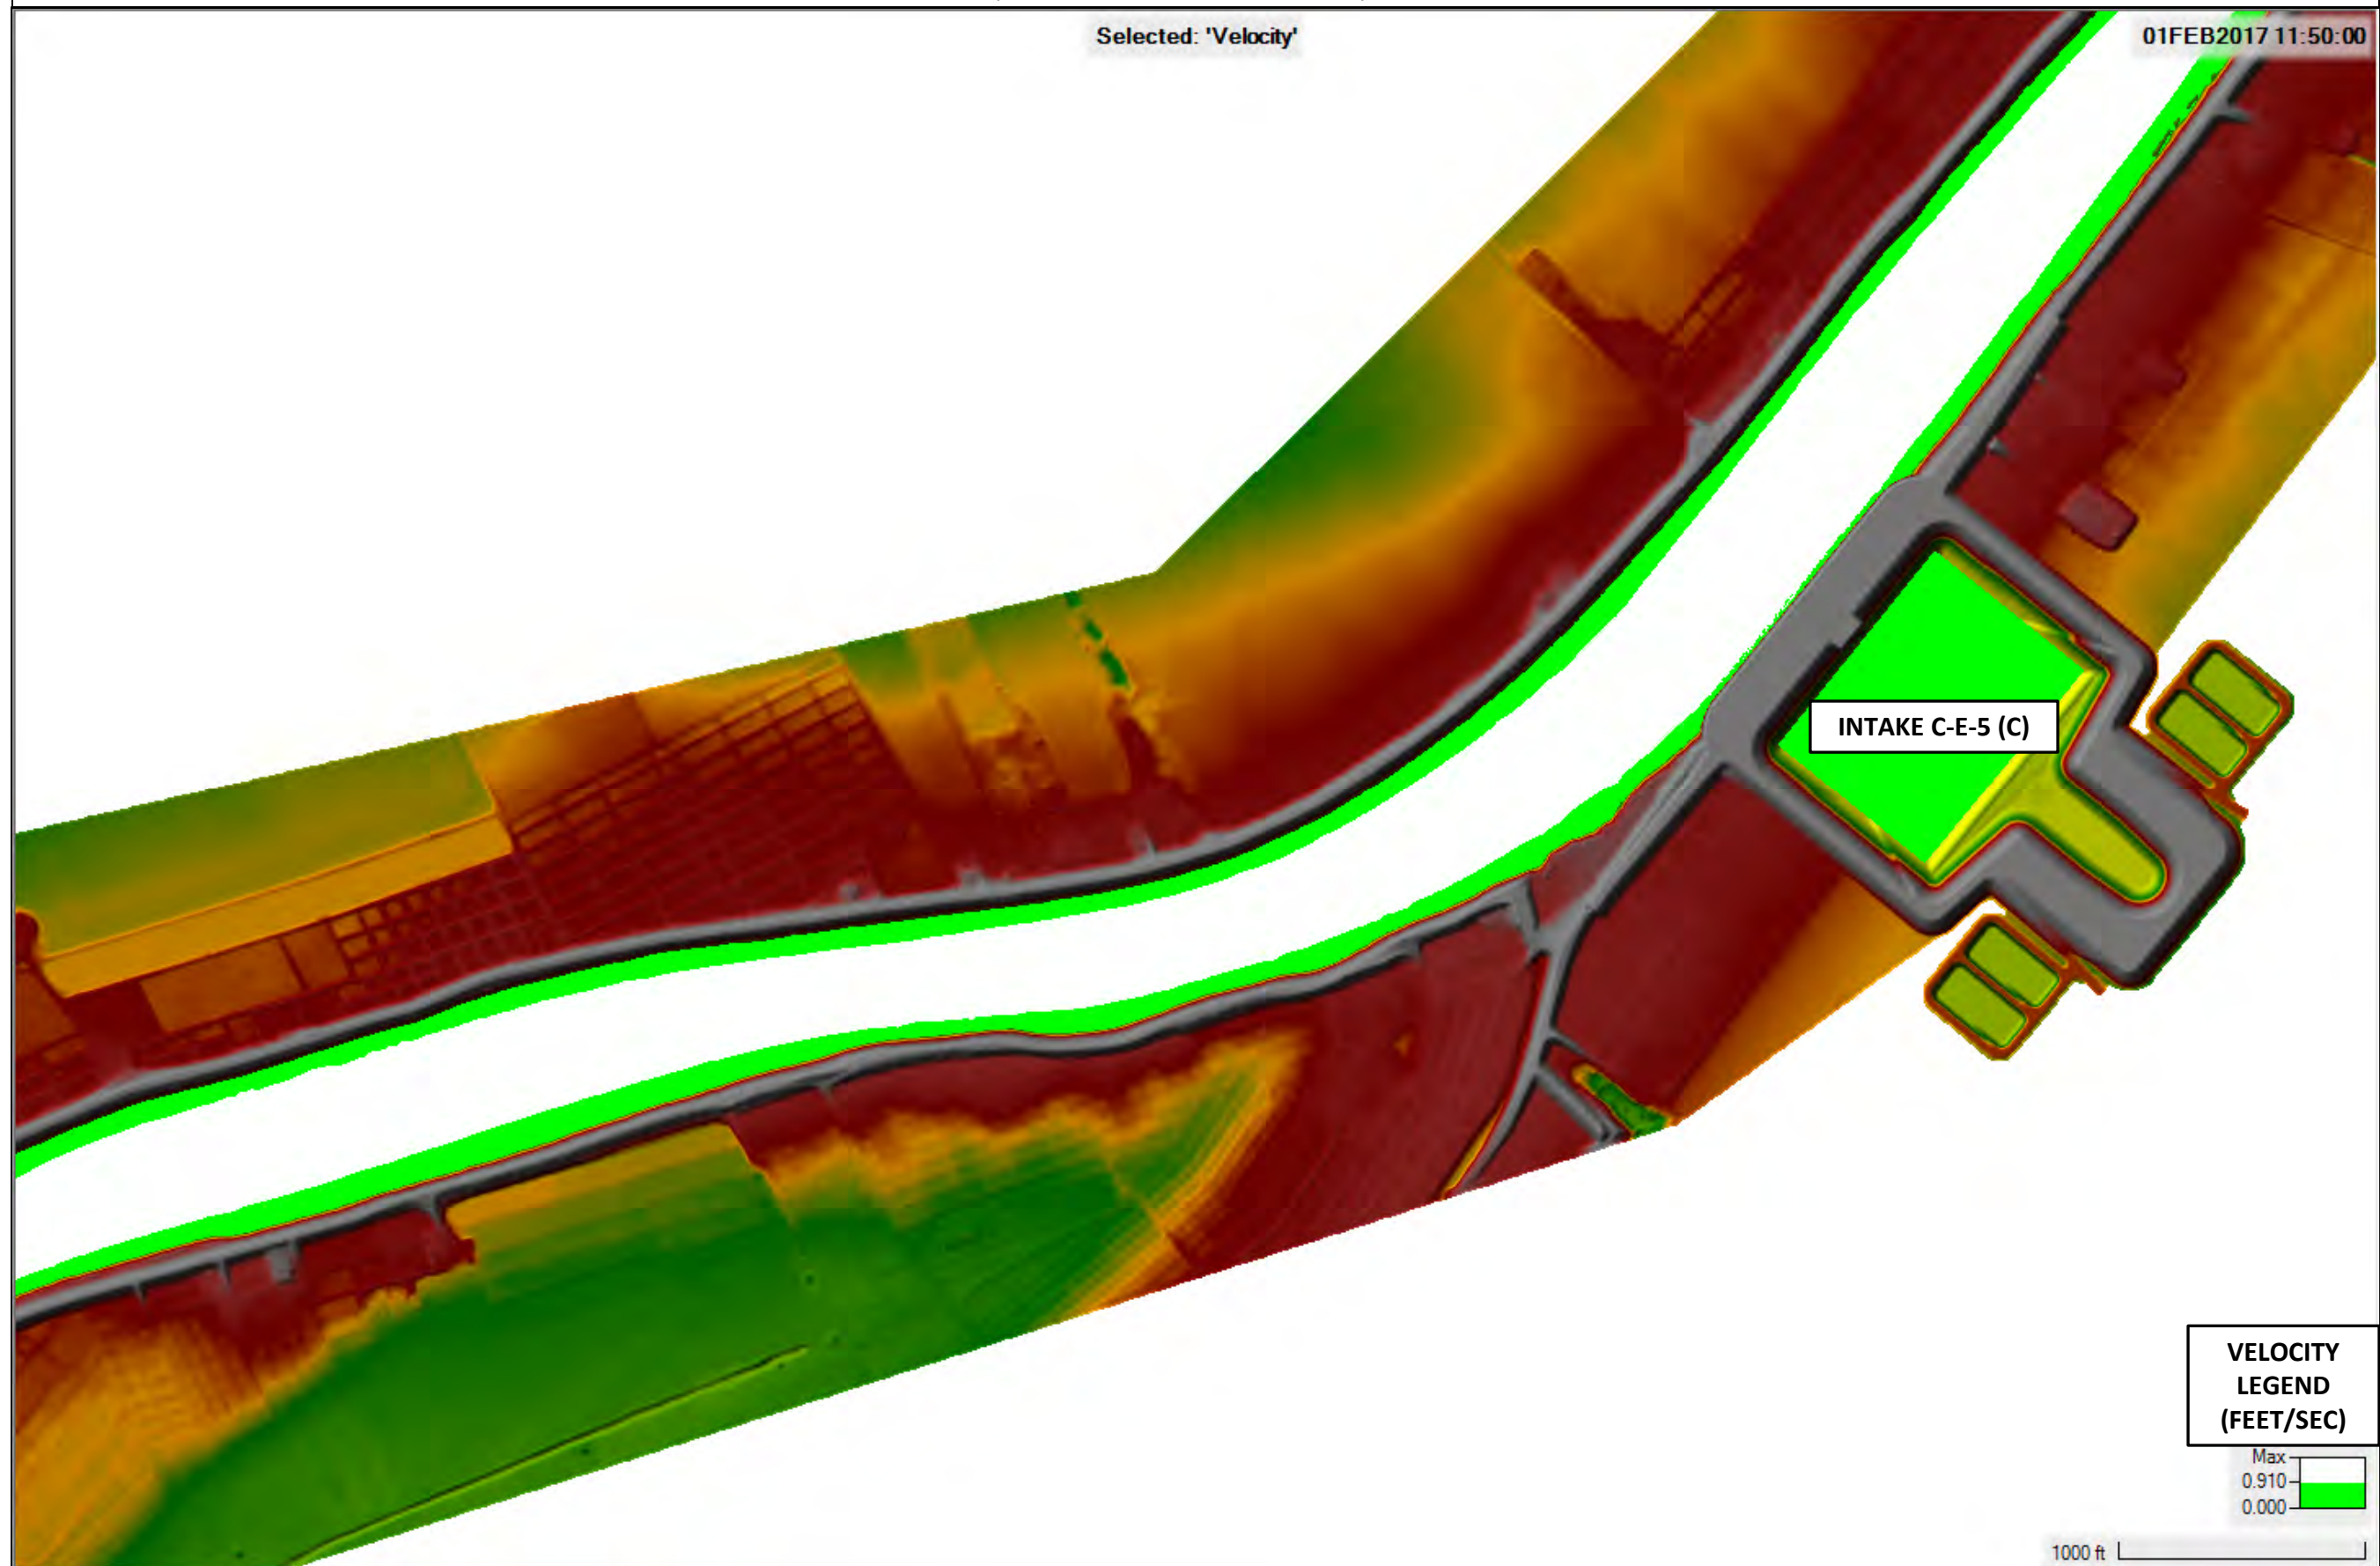 Selected: 'Velocity'
01FEB2017 11:50:00
INTAKE C-E-5 (C)
VELOCITY
LEGEND
(FEET/SEC)
Max
0.910
0.000
1000 ft